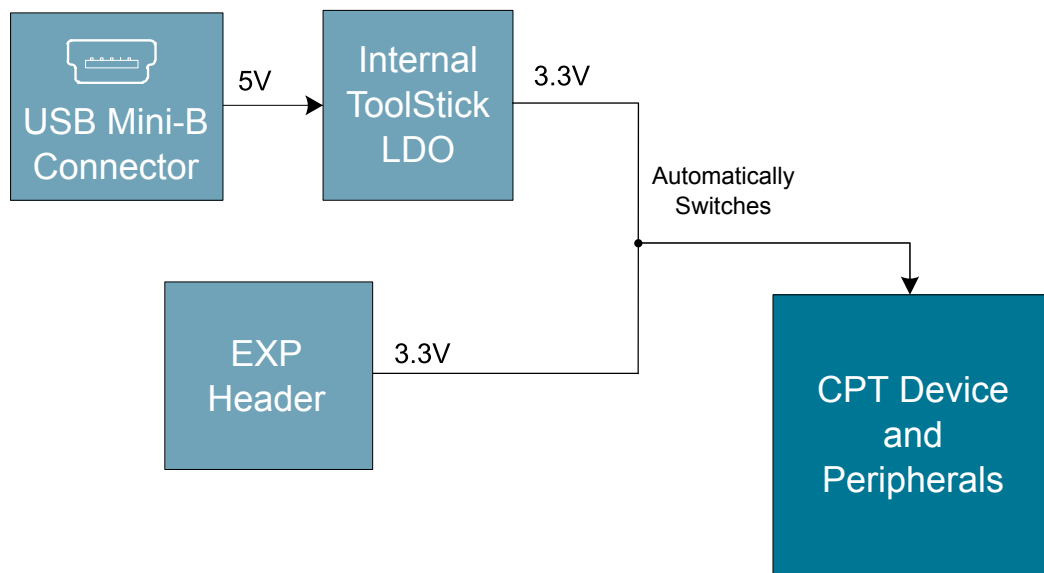 USB Mini-B
Connector
5V
Internal
ToolStick
LDO
3.3V
Automatically
Switches
EXP
Header
3.3V
CPT Device
and
Peripherals